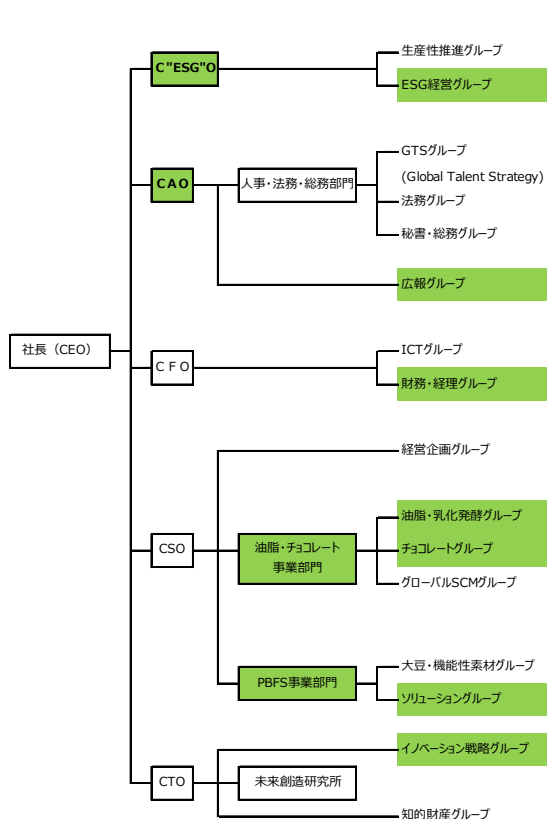 生産性推進グループ
C"ESG"O
ESG経営グループ
GTSグループ
(Global Talent Strategy)
CAO
人事・法務・総務部門
法務グループ
秘書・総務グループ
広報グループ
社長（CEO）
ICTグループ
ＣＦＯ
財務・経理グループ
経営企画グループ
油脂・乳化発酵グループ
CSO
油脂・チョコレート
事業部門
チョコレートグループ
グローバルSCMグループ
大豆・機能性素材グループ
PBFS事業部門
ソリューショングループ
イノベーション戦略グループ
CTO
未来創造研究所
知的財産グループ